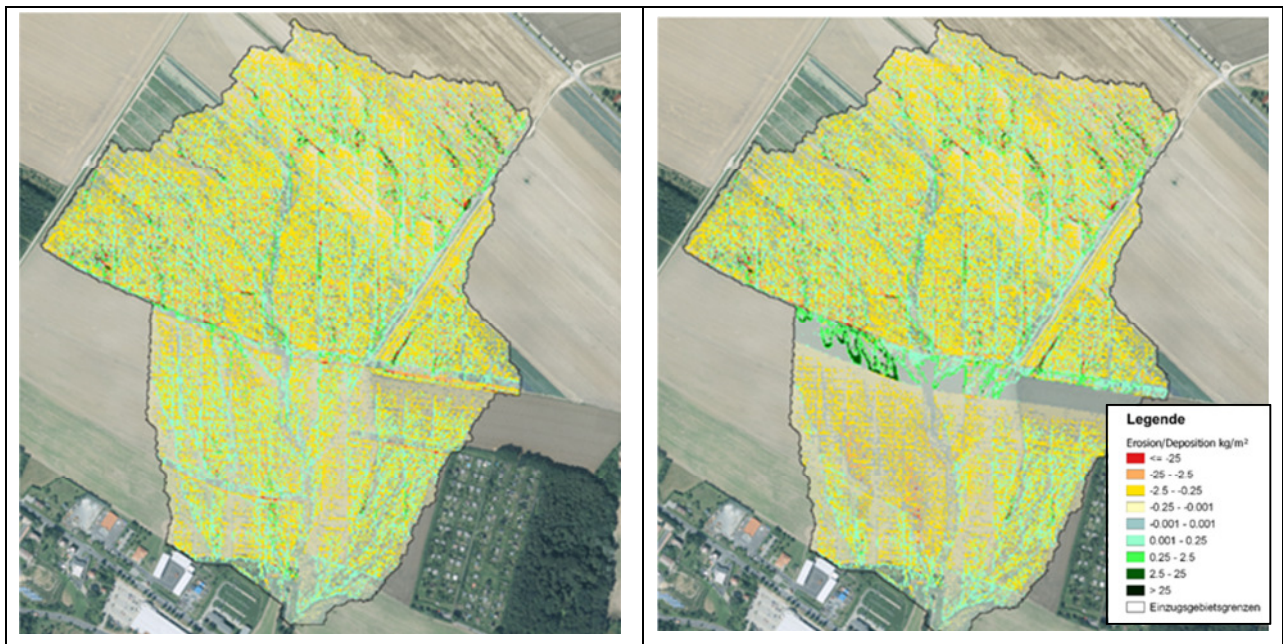 Legende
Erosion/Deposition kg/m²
<= -25
-25 - -2.5
-2.5 - -0.25
-0.25 - -0.001
-0.001 - 0.001
0.001 - 0.25
0.25 - 2.5
2.5 - 25
> 25
Einzugsgebietsgrenzen